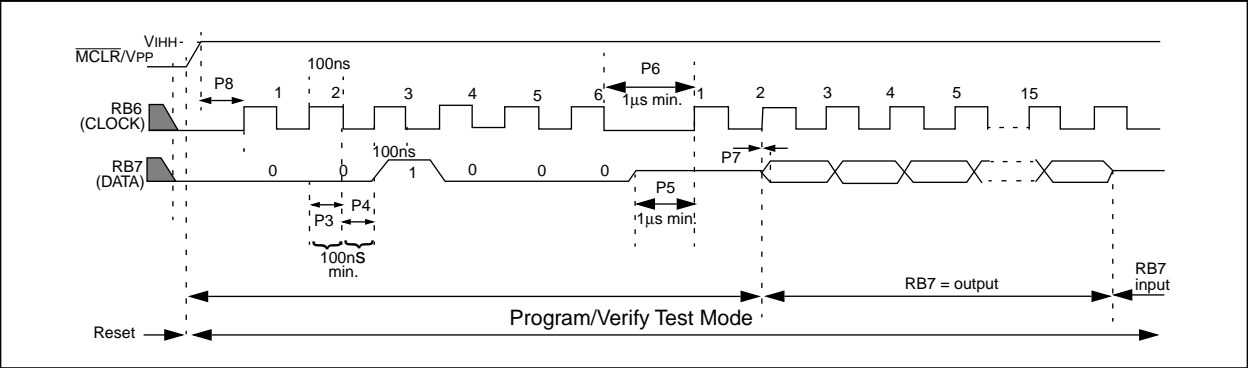 VIHH
MCLR/VPP
100ns
P8
P6
1 2 3 4 5 6 1µs min. 1 2 3 4 5 15
RB6
(CLOCK)
100ns
P7
RB7
(DATA)
0 0 1 0 0 0
P5
P3 P4
1µs min.
100nS
min.
RB7 = output
RB7
input
Program/Verify Test Mode
Reset